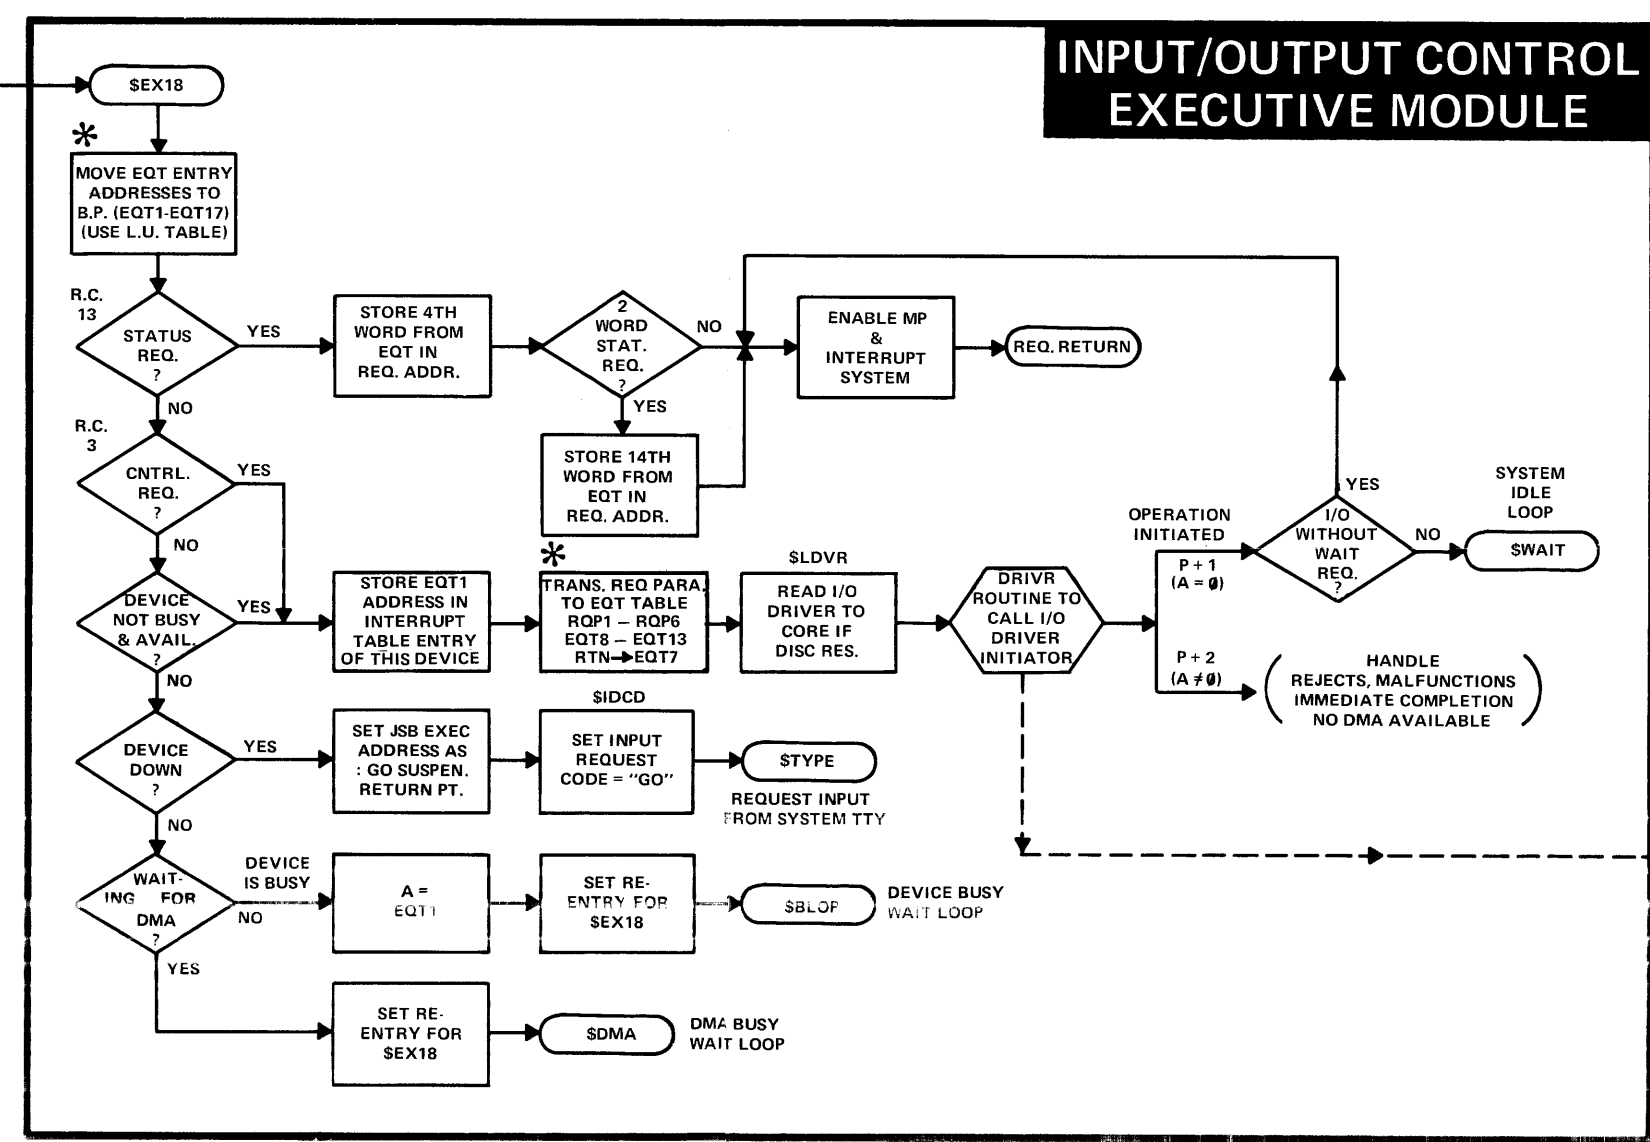 INPUT/OUTPUT CONTROL
EXECUTIVE MODULE
$EX18
*
MOVE EQT ENTRY
ADDRESSES TO
B.P. (EQT1-EQT17)
(USE L.U. TABLE)
R.C.
13
STATUS
REQ.
?
YES
NO
STORE 4TH
WORD FROM
EQT IN
REQ. ADDR.
2
WORD
STAT.
REQ.
?
NO
YES
ENABLE MP
&
INTERRUPT
SYSTEM
REQ. RETURN
STORE 14TH
WORD FROM
EQT IN
REQ. ADDR.
R.C.
3
CNTRL.
REQ.
?
YES
NO
DEVICE
NOT BUSY
& AVAIL.
?
YES
NO
STORE EQT1
ADDRESS IN
INTERRUPT
TABLE ENTRY
OF THIS DEVICE
*
TRANS. REQ PARA.
TO EQT TABLE
RQP1 – RQP6
EQT8 – EQT13
RTN→EQT7
$LDVR
READ I/O
DRIVER TO
CORE IF
DISC RES.
DRIVR
ROUTINE TO
CALL I/O
DRIVER
INITIATOR
OPERATION
INITIATED
P + 1
(A = 0)
I/O
WITHOUT
WAIT
REQ.
?
YES
NO
SYSTEM
IDLE
LOOP
$WAIT
P + 2
(A ≠ 0)
HANDLE
REJECTS, MALFUNCTIONS
IMMEDIATE COMPLETION
NO DMA AVAILABLE
DEVICE
DOWN
?
YES
NO
SET JSB EXEC
ADDRESS AS
: GO SUSPEN.
RETURN PT.
$IDCD
SET INPUT
REQUEST
CODE = "GO"
$TYPE
REQUEST INPUT
FROM SYSTEM TTY
WAIT-
ING FOR
DMA
?
DEVICE
IS BUSY
NO
YES
A =
EQT1
SET RE-
ENTRY FOR
$EX18
$BLOP
DEVICE BUSY
WAIT LOOP
SET RE-
ENTRY FOR
$EX18
$DMA
DMA BUSY
WAIT LOOP